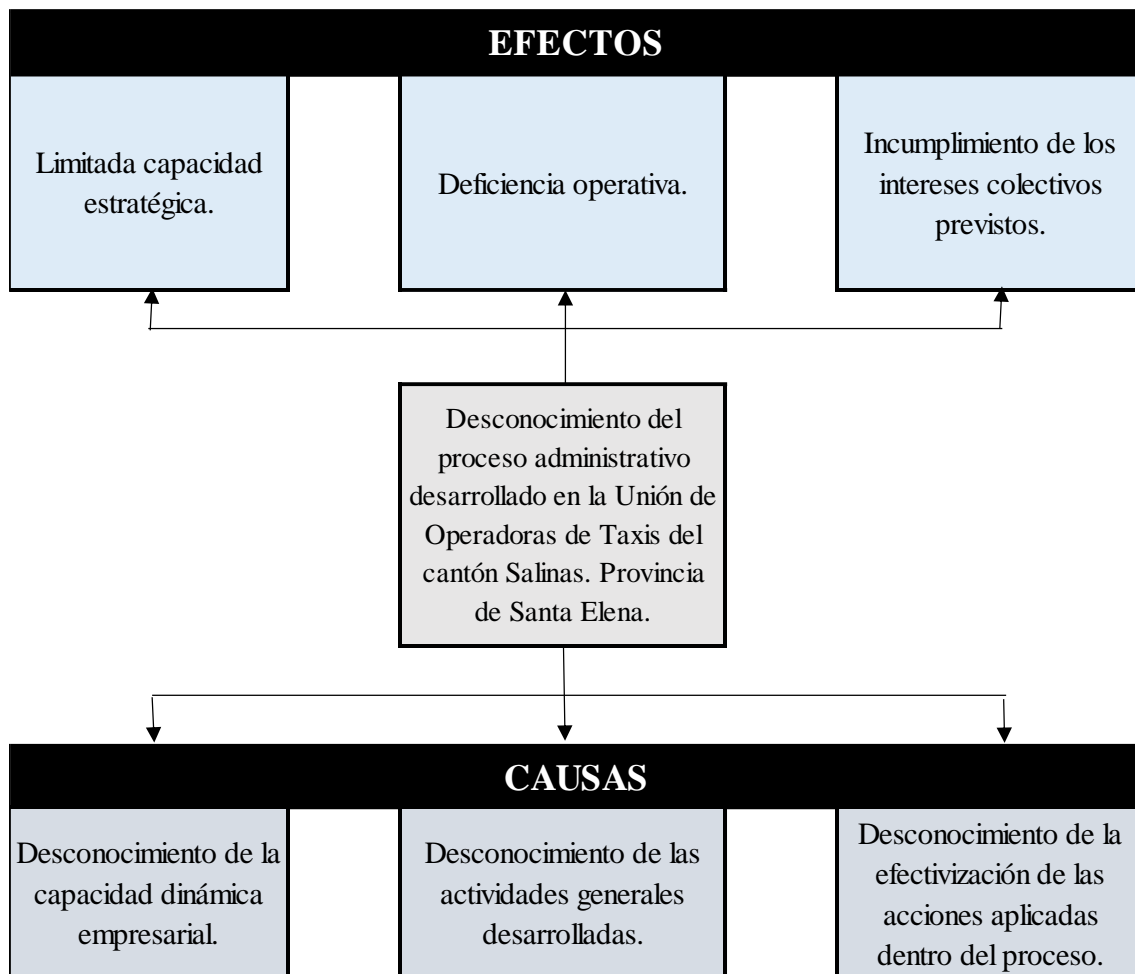 EFECTOS
Limitada capacidad
estratégica.
Deficiencia operativa.
Incumplimiento de los
intereses colectivos
previstos.
Desconocimiento del
proceso administrativo
desarrollado en la Unión de
Operadoras de Taxis del
cantón Salinas. Provincia
de Santa Elena.
CAUSAS
Desconocimiento de la
capacidad dinámica
empresarial.
Desconocimiento de las
actividades generales
desarrolladas.
Desconocimiento de la
efectivización de las
acciones aplicadas
dentro del proceso.